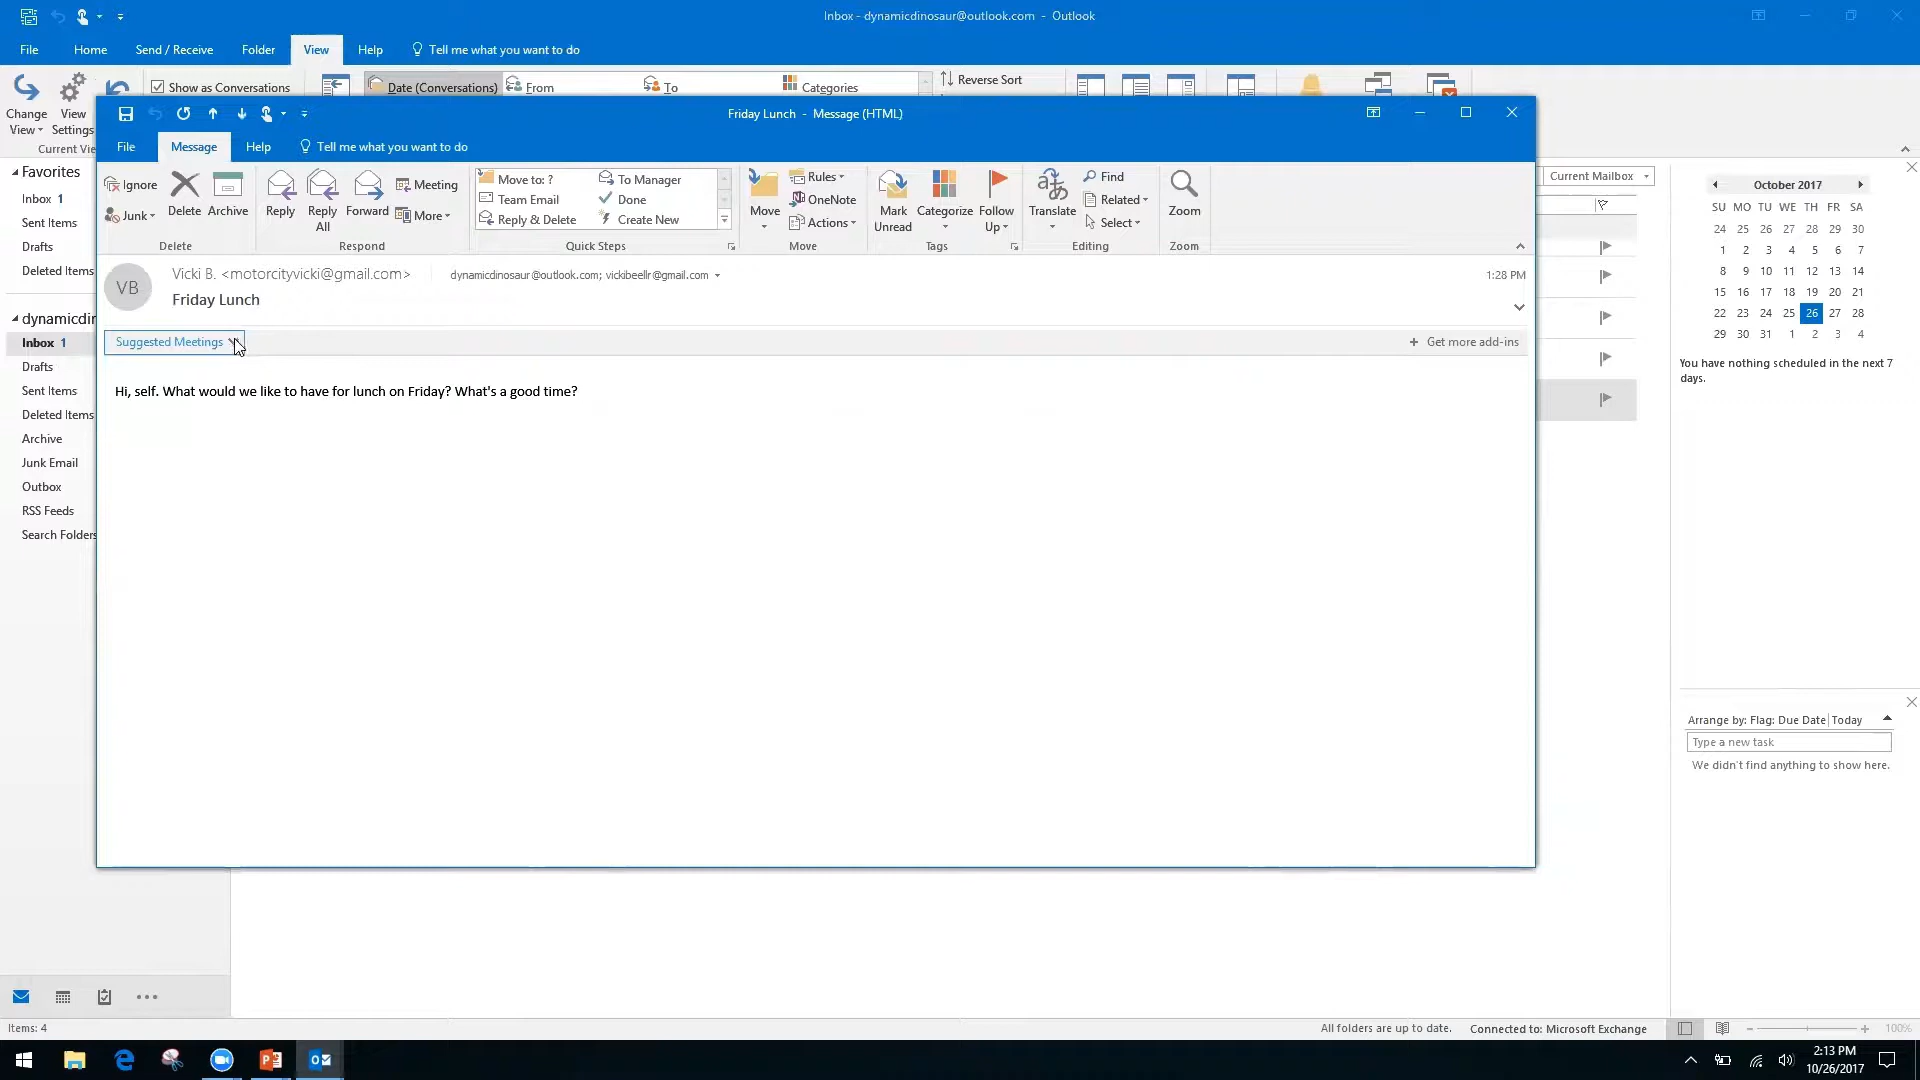 Inbox - dynamicdinosaur@outlook.com - Outlook
File Home Send / Receive Folder View Help Tell me what you want to do
Change View
View Settings
Show as Conversations
Date (Conversations) From To Categories
Reverse Sort
Current
Friday Lunch - Message (HTML)
File Message Help Tell me what you want to do
Ignore
Junk
Delete
Archive
Delete
Reply
Reply All
Forward
Meeting
More
Respond
Move to: ? To Manager
Team Email Done
Reply & Delete Create New
Quick Steps
Move
Rules
OneNote
Actions
Move
Mark Unread
Categorize
Follow Up
Tags
Translate
Find
Related
Select
Editing
Zoom
Zoom
Vicki B. <motorcityvicki@gmail.com> dynamicdinosaur@outlook.com; vickibeellr@gmail.com 1:28 PM
VB
Friday Lunch
Suggested Meetings + Get more add-ins
Hi, self. What would we like to have for lunch on Friday? What's a good time?
Favorites
Inbox 1
Sent Items
Drafts
Deleted Items
dynamicdin
Inbox 1
Drafts
Sent Items
Deleted Items
Archive
Junk Email
Outbox
RSS Feeds
Search Folders
Current Mailbox
October 2017
SU MO TU WE TH FR SA
24 25 26 27 28 29 30
1 2 3 4 5 6 7
8 9 10 11 12 13 14
15 16 17 18 19 20 21
22 23 24 25 26 27 28
29 30 31 1 2 3 4
You have nothing scheduled in the next 7
days.
Arrange by: Flag: Due Date Today
Type a new task
We didn't find anything to show here.
Items: 4 All folders are up to date. Connected to: Microsoft Exchange 100%
2:13 PM
10/26/2017